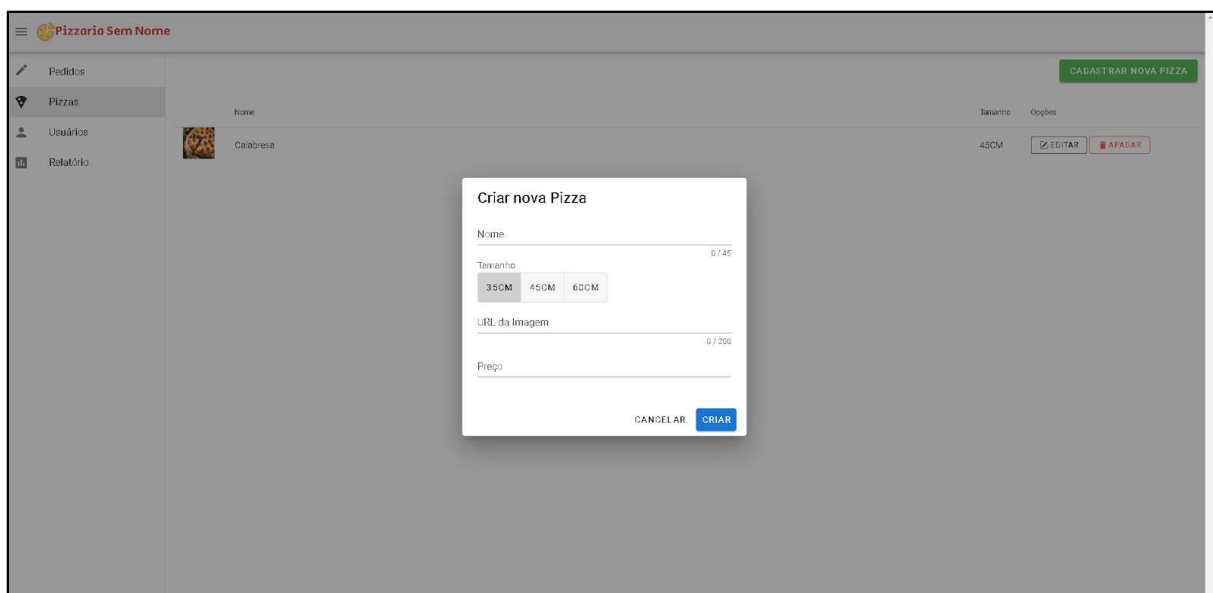 Pizzaria Sem Nome
Pedidos
Pizzas
Usuários
Relatório
CADASTRAR NOVA PIZZA
Nome Tamanho Opções
Calabresa 45CM EDITAR APAGAR
Criar nova Pizza
Nome
0 / 45
Tamanho
35CM 45CM 60CM
URL da Imagem
0 / 200
Preço
CANCELAR CRIAR